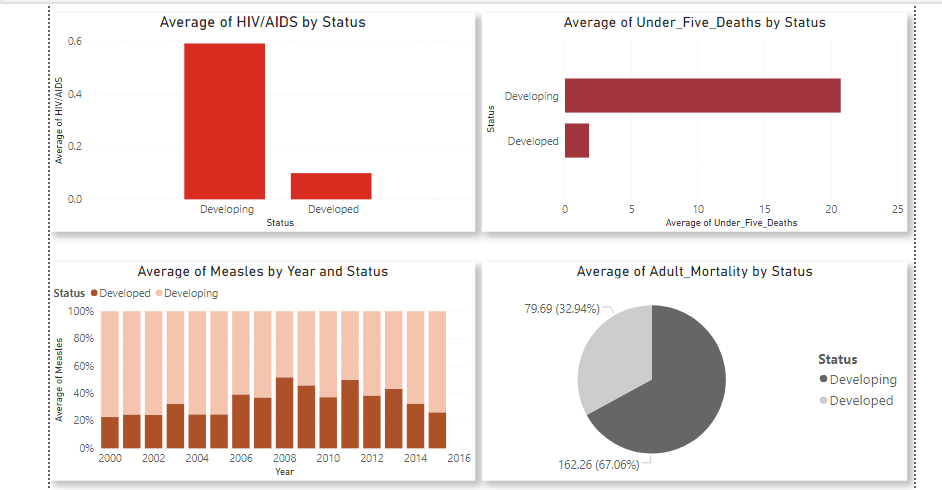 Average of HIV/AIDS by Status
Average of HIV/AIDS
0.6
0.4
0.2
0.0
Developing
Developed
Status
Average of Under_Five_Deaths by Status
Status
Developing
Developed
0
5
10
15
20
25
Average of Under_Five_Deaths
Average of Measles by Year and Status
Status Developed Developing
Average of Measles
100%
80%
60%
40%
20%
0%
2000
2002
2004
2006
2008
2010
2012
2014
2016
Year
Average of Adult_Mortality by Status
79.69 (32.94%)
162.26 (67.06%)
Status
Developing
Developed